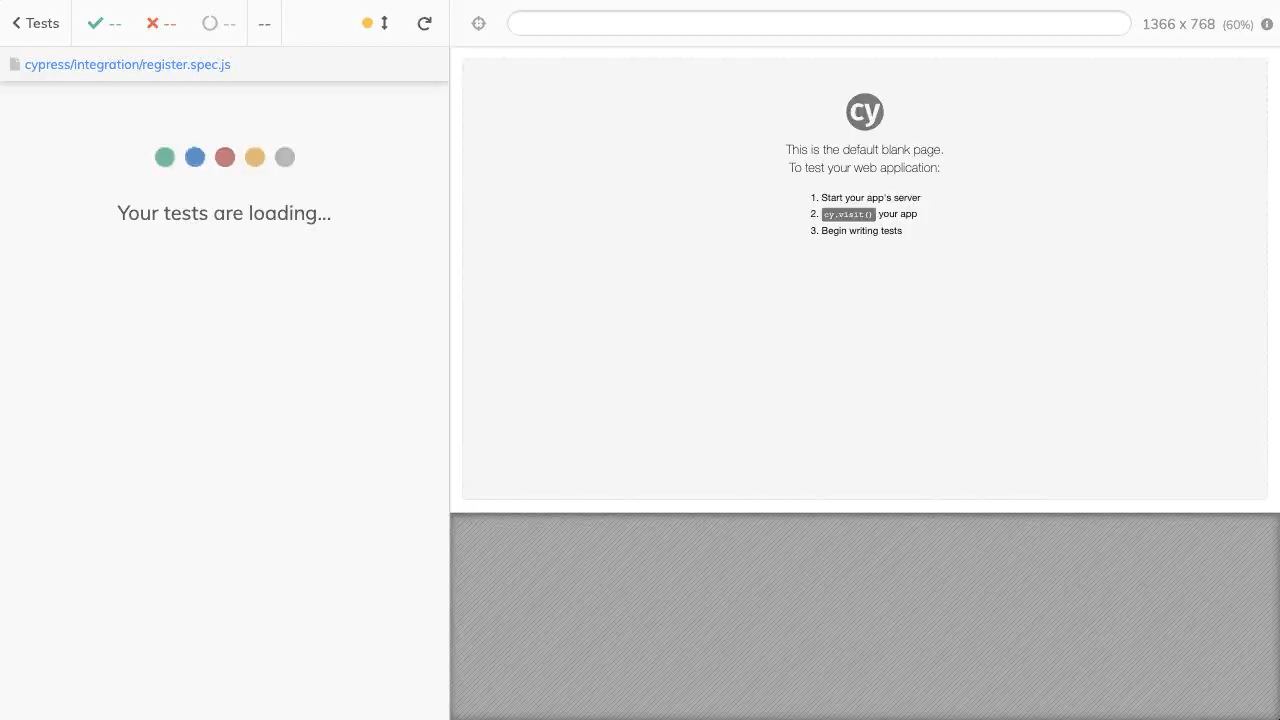 Tests
--
--
--
--
1366 x 768 (60%)
cypress/integration/register.spec.js
Your tests are loading...
cy
This is the default blank page.
To test your web application:
1. Start your app's server
2. cy.visit() your app
3. Begin writing tests